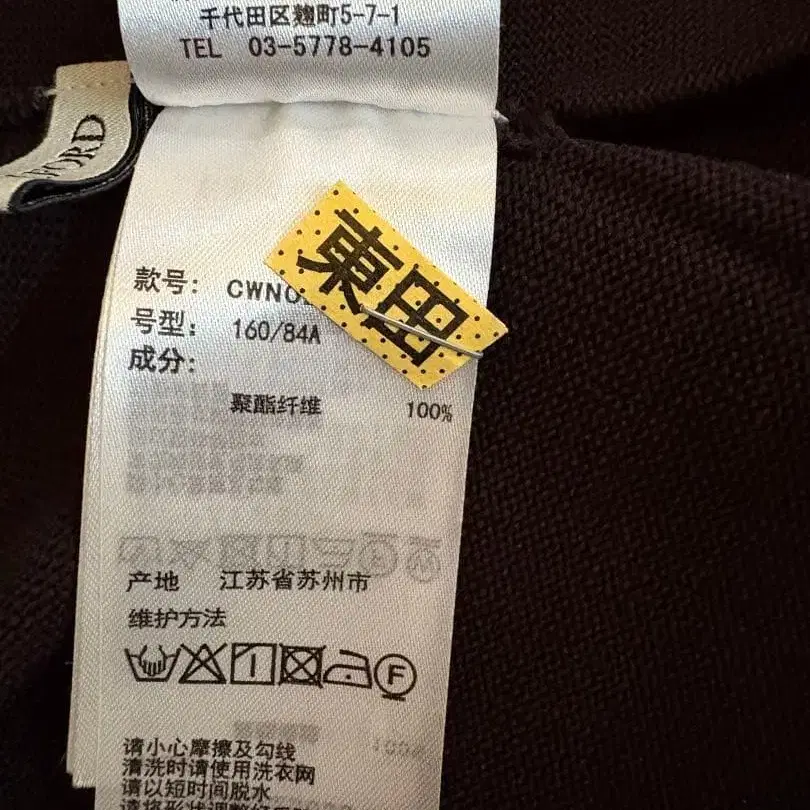 千代田区麹町5-7-1
TEL 03-5778-4105
WORD
東田
款号: CWNO
号型: 160/84A
成分:
聚酯纤维 100%
产地 江苏省苏州市
维护方法
F
请小心摩擦及勾线
清洗时请使用洗衣网
请以短时间脱水